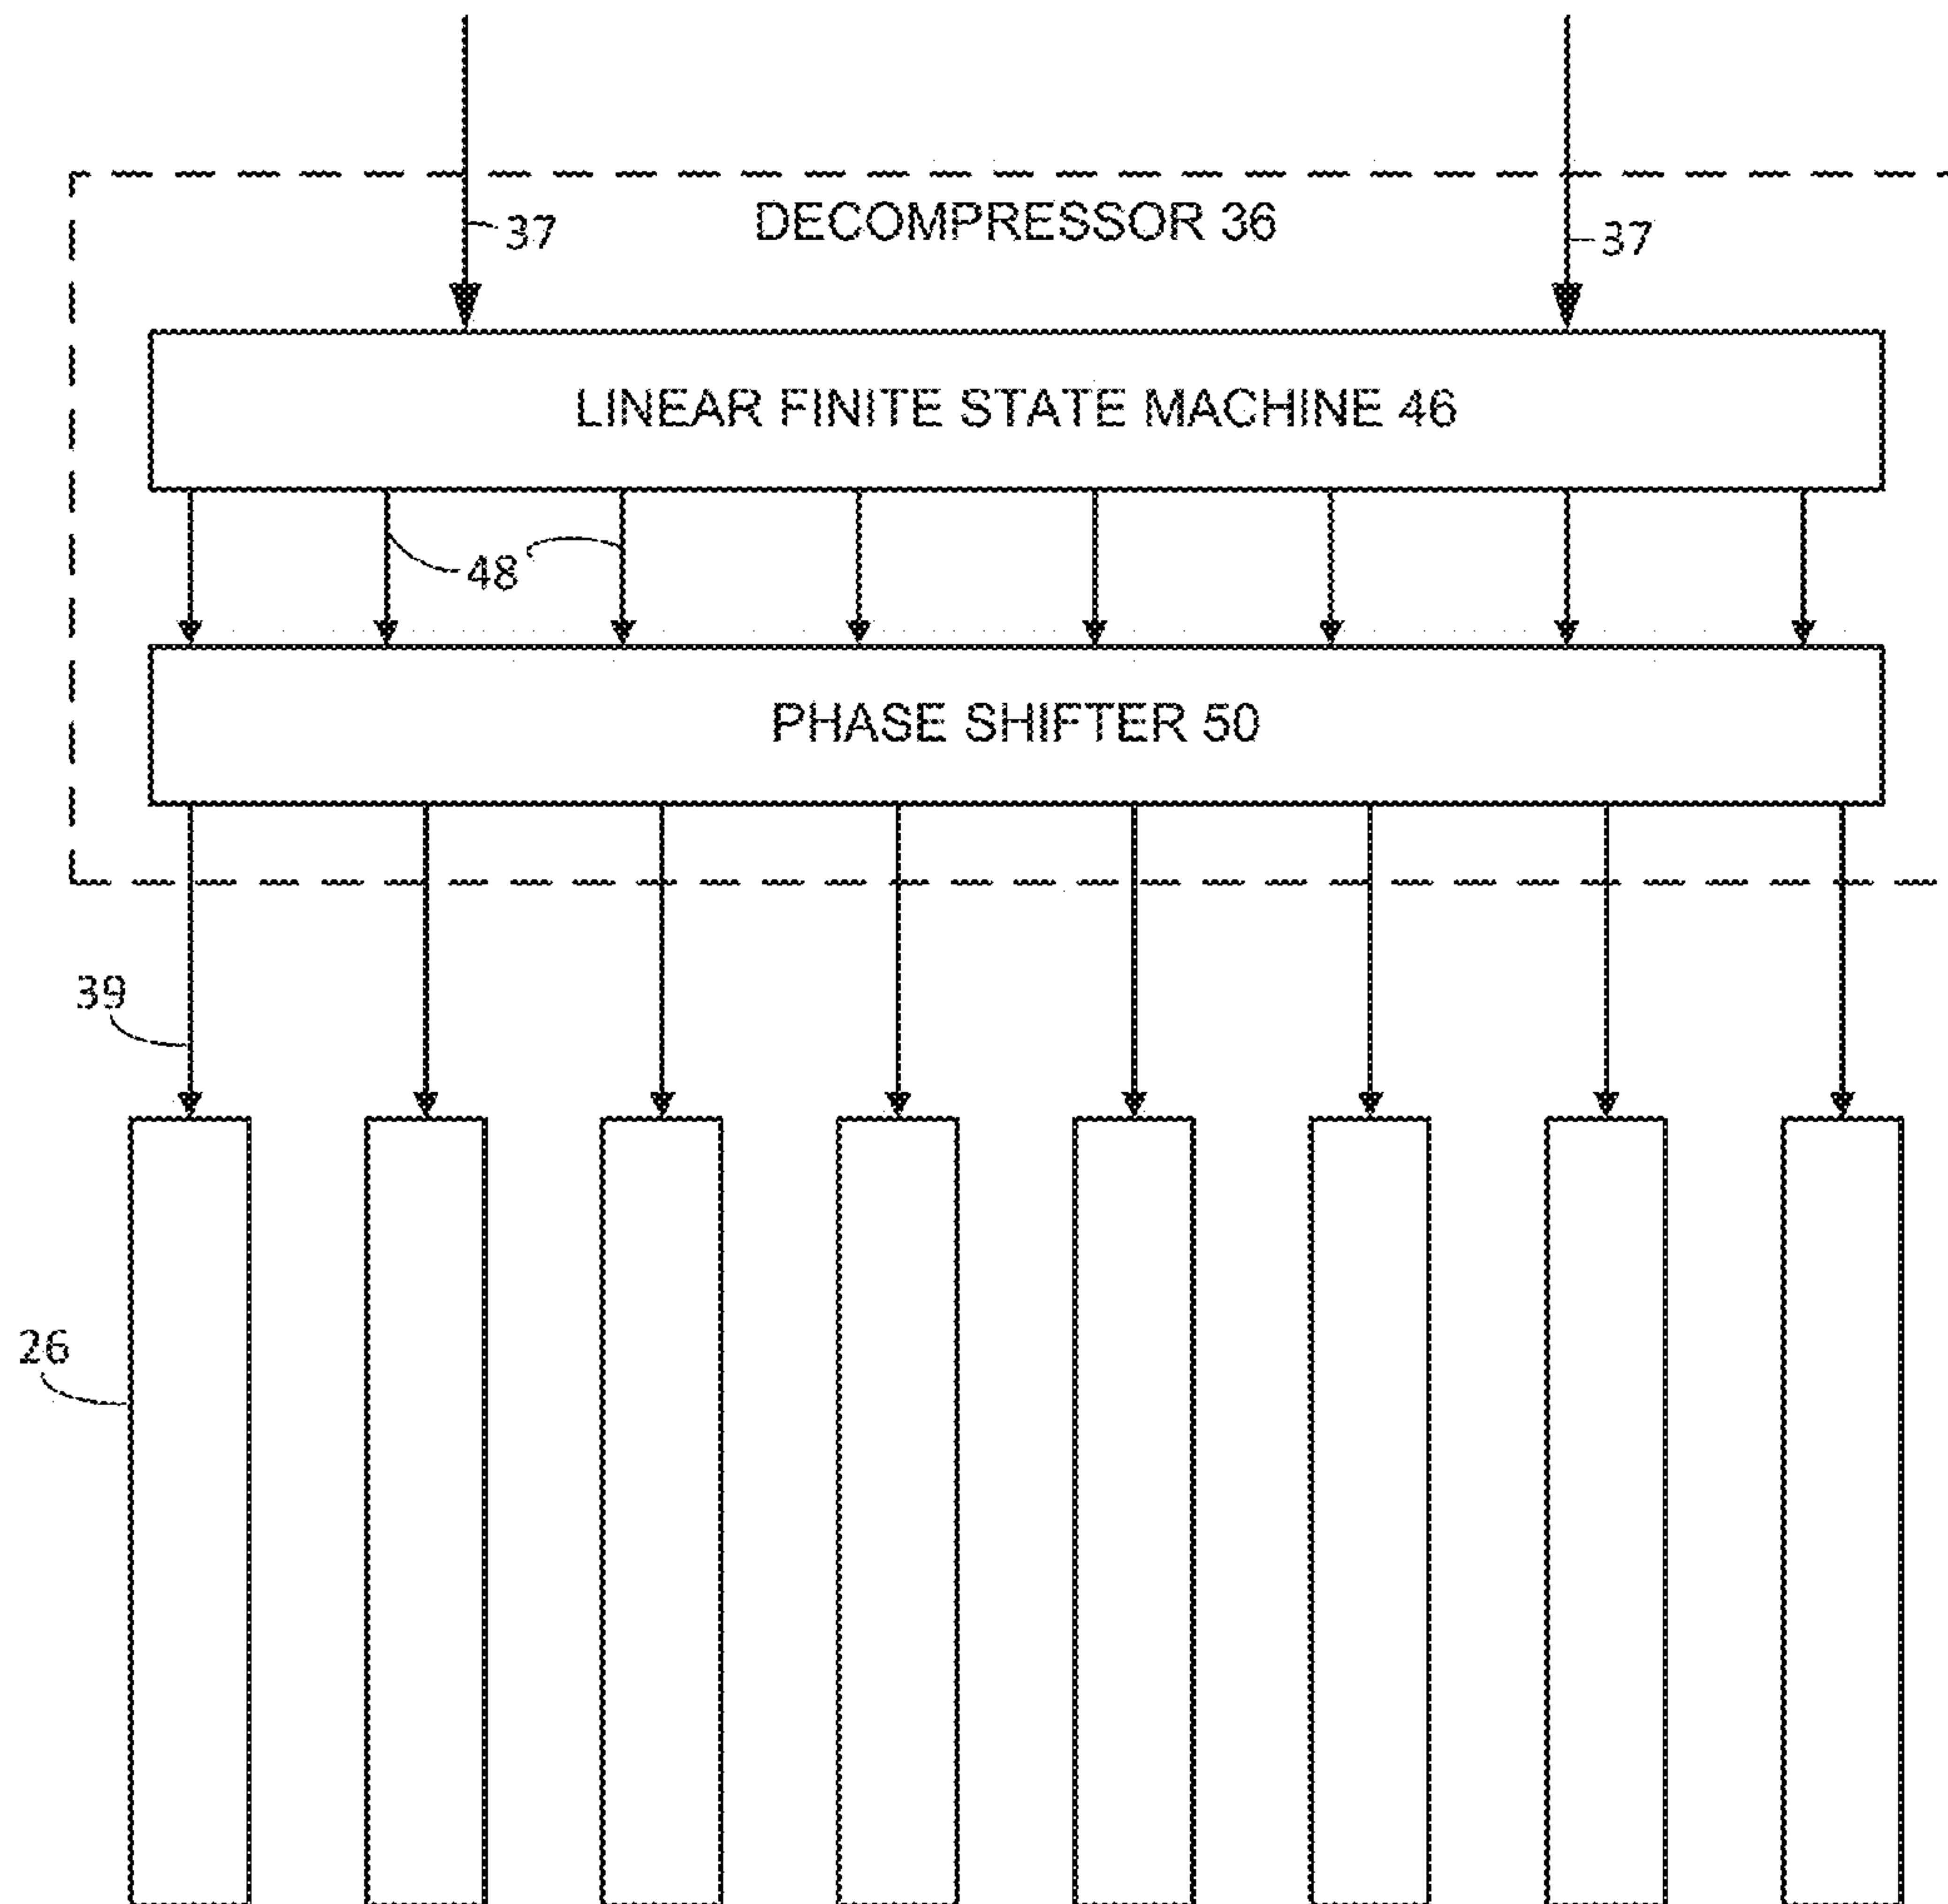 DECOMPRESSOR 36
37
37
LINEAR FINITE STATE MACHINE 46
48
PHASE SHIFTER 50
39
26